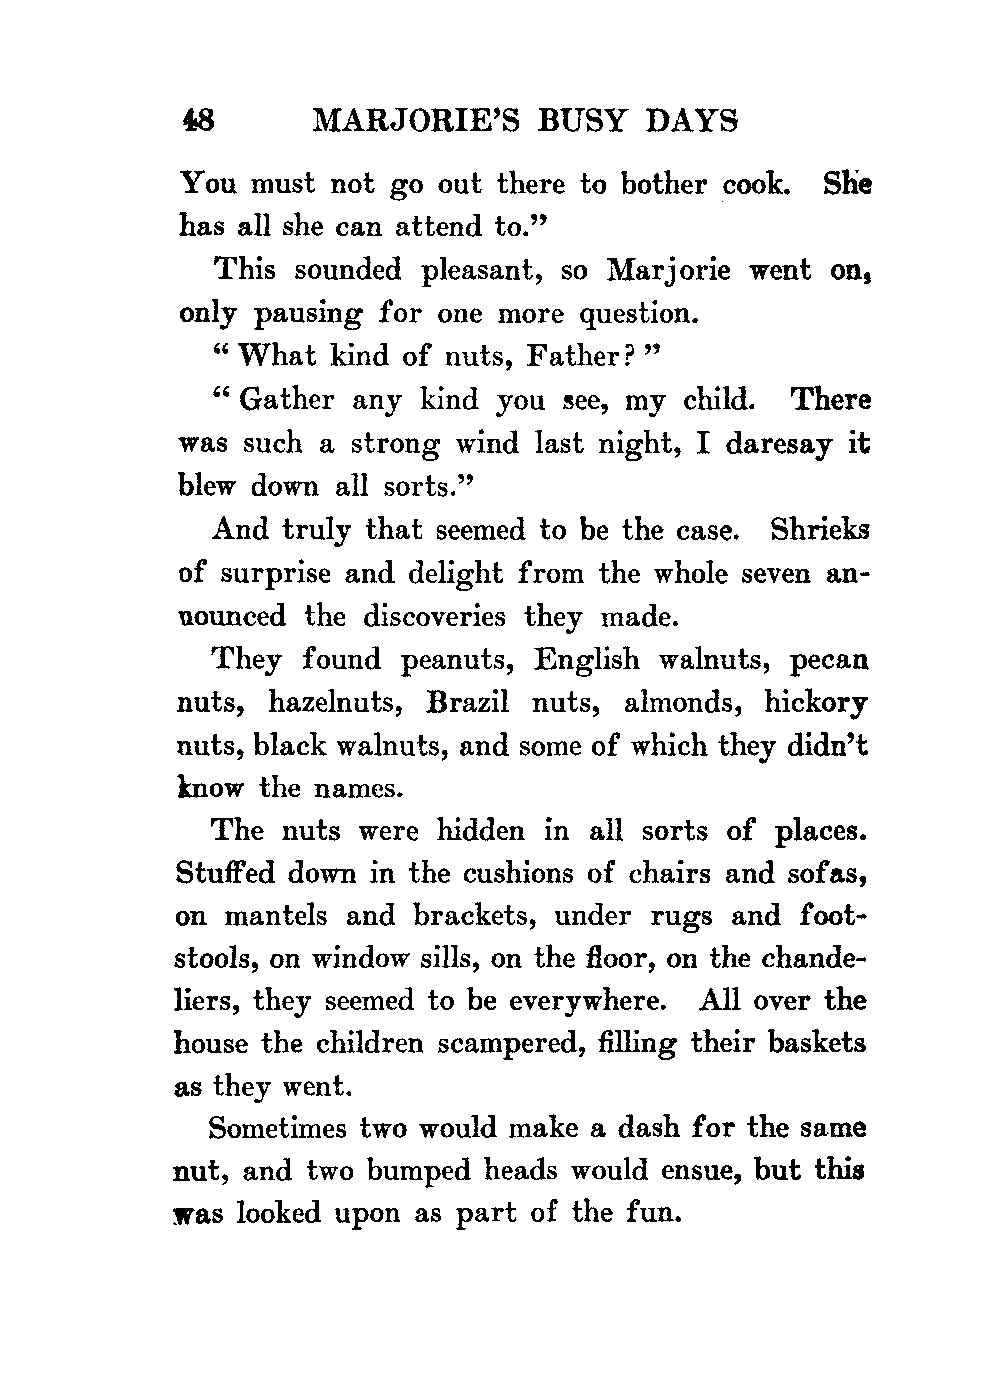 48 MARJORIE'S BUSY DAYS
You must not go out there to bother cook. She
has all she can attend to."
This sounded pleasant, so Marjorie went on,
only pausing for one more question.
"What kind of nuts, Father?"
"Gather any kind you see, my child. There
was such a strong wind last night, I daresay it
blew down all sorts."
And truly that seemed to be the case. Shrieks
of surprise and delight from the whole seven an-
nounced the discoveries they made.
They found peanuts, English walnuts, pecan
nuts, hazelnuts, Brazil nuts, almonds, hickory
nuts, black walnuts, and some of which they didn't
know the names.
The nuts were hidden in all sorts of places.
Stuffed down in the cushions of chairs and sofas,
on mantels and brackets, under rugs and foot-
stools, on window sills, on the floor, on the chande-
liers, they seemed to be everywhere. All over the
house the children scampered, filling their baskets
as they went.
Sometimes two would make a dash for the same
nut, and two bumped heads would ensue, but this
was looked upon as part of the fun.